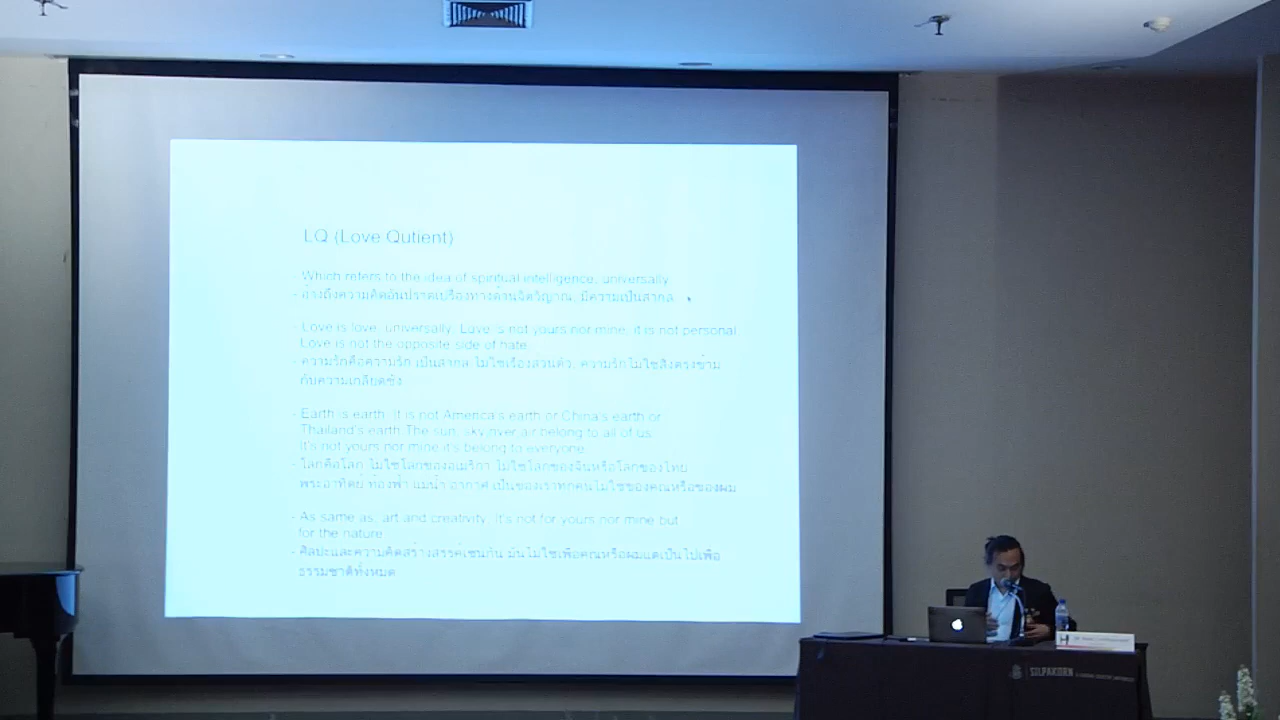 LQ (Love Qutient)
- Which refers to the idea of spiritual intelligence, universally
- อ้างถึงความคิดอันปราดเปรื่องทางด้านจิตวิญาณ, มีความเป็นสากล
- Love is love, universally. Love is not yours nor mine, it is not personal
Love is not the opposite side of hate
- ความรักคือความรัก เป็นสากล ไม่ใช่เรื่องส่วนตัว, ความรักไม่ใช่สิ่งตรงข้าม
กับความเกลียดชัง
- Earth is earth, it is not America's earth or China's earth or
Thailand's earth The sun, sky,river air belong to all of us
It's not yours nor mine it's belong to everyone
- โลกคือโลก ไม่ใช่โลกของอเมริกา ไม่ใช่โลกของจีนหรือโลกของไทย
พระอาทิตย์ ท้องฟ้า แม่น้ำ อากาศ เป็นของเราทุกคนไม่ใช่ของคุณหรือของผม
- As same as, art and creativity. It's not for yours nor mine but
for the nature
- ศิลปะและความคิดสร้างสรรค์เช่นกัน มันไม่ใช่เพื่อคุณหรือผมแต่เป็นไปเพื่อ
ธรรมชาติทั้งหมด
SILPAKORN